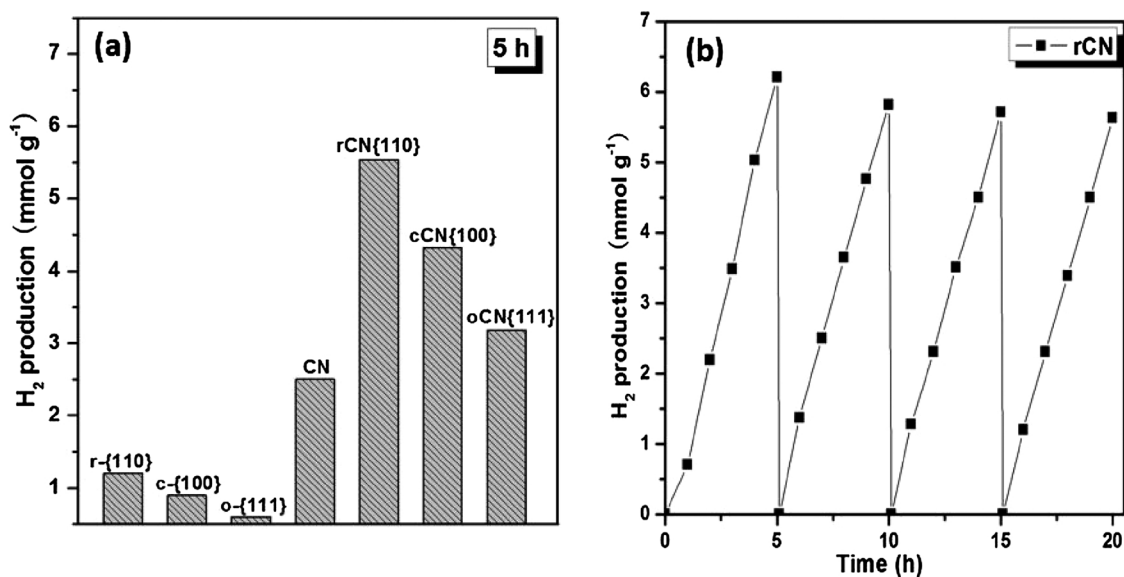 (a)
5 h
H₂ production (mmol g⁻¹)
7
6
5
4
3
2
1
r-{110}
c-{100}
o-{111}
CN
rCN{110}
cCN{100}
oCN{111}
(b)
rCN
H₂ production (mmol g⁻¹)
7
6
5
4
3
2
1
0
0 5 10 15 20
Time (h)